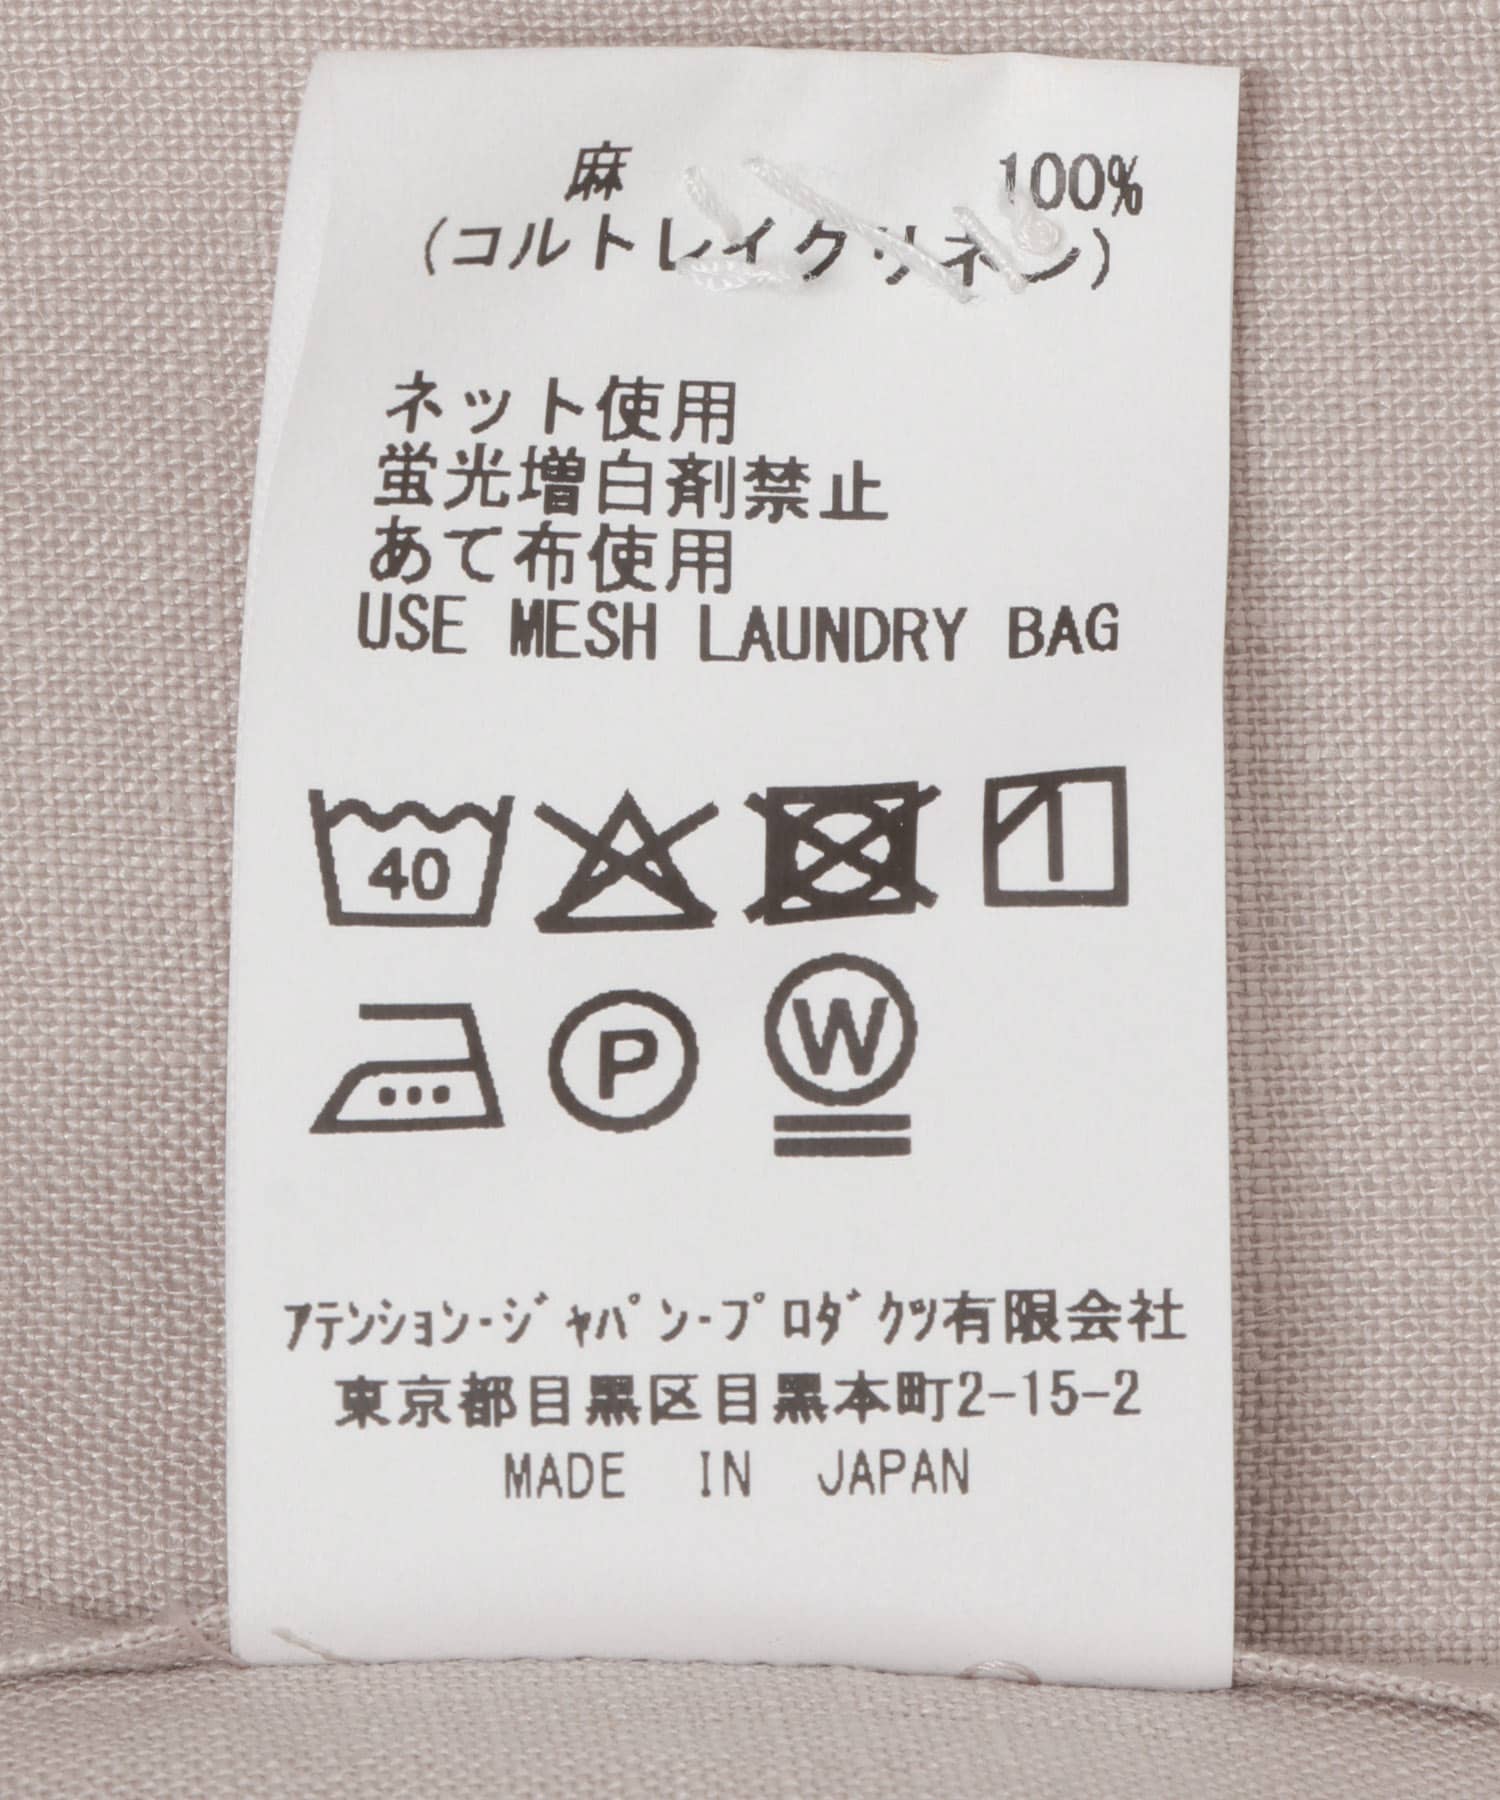 麻 100%
(コルトレイクリネン)
ネット使用
蛍光増白剤禁止
あて布使用
USE MESH LAUNDRY BAG
40
P
W
ｱﾃﾝｼｮﾝ-ｼﾞｬﾊﾟﾝ-ﾌﾟﾛﾀﾞｸﾂ有限会社
東京都目黒区目黒本町2-15-2
MADE IN JAPAN